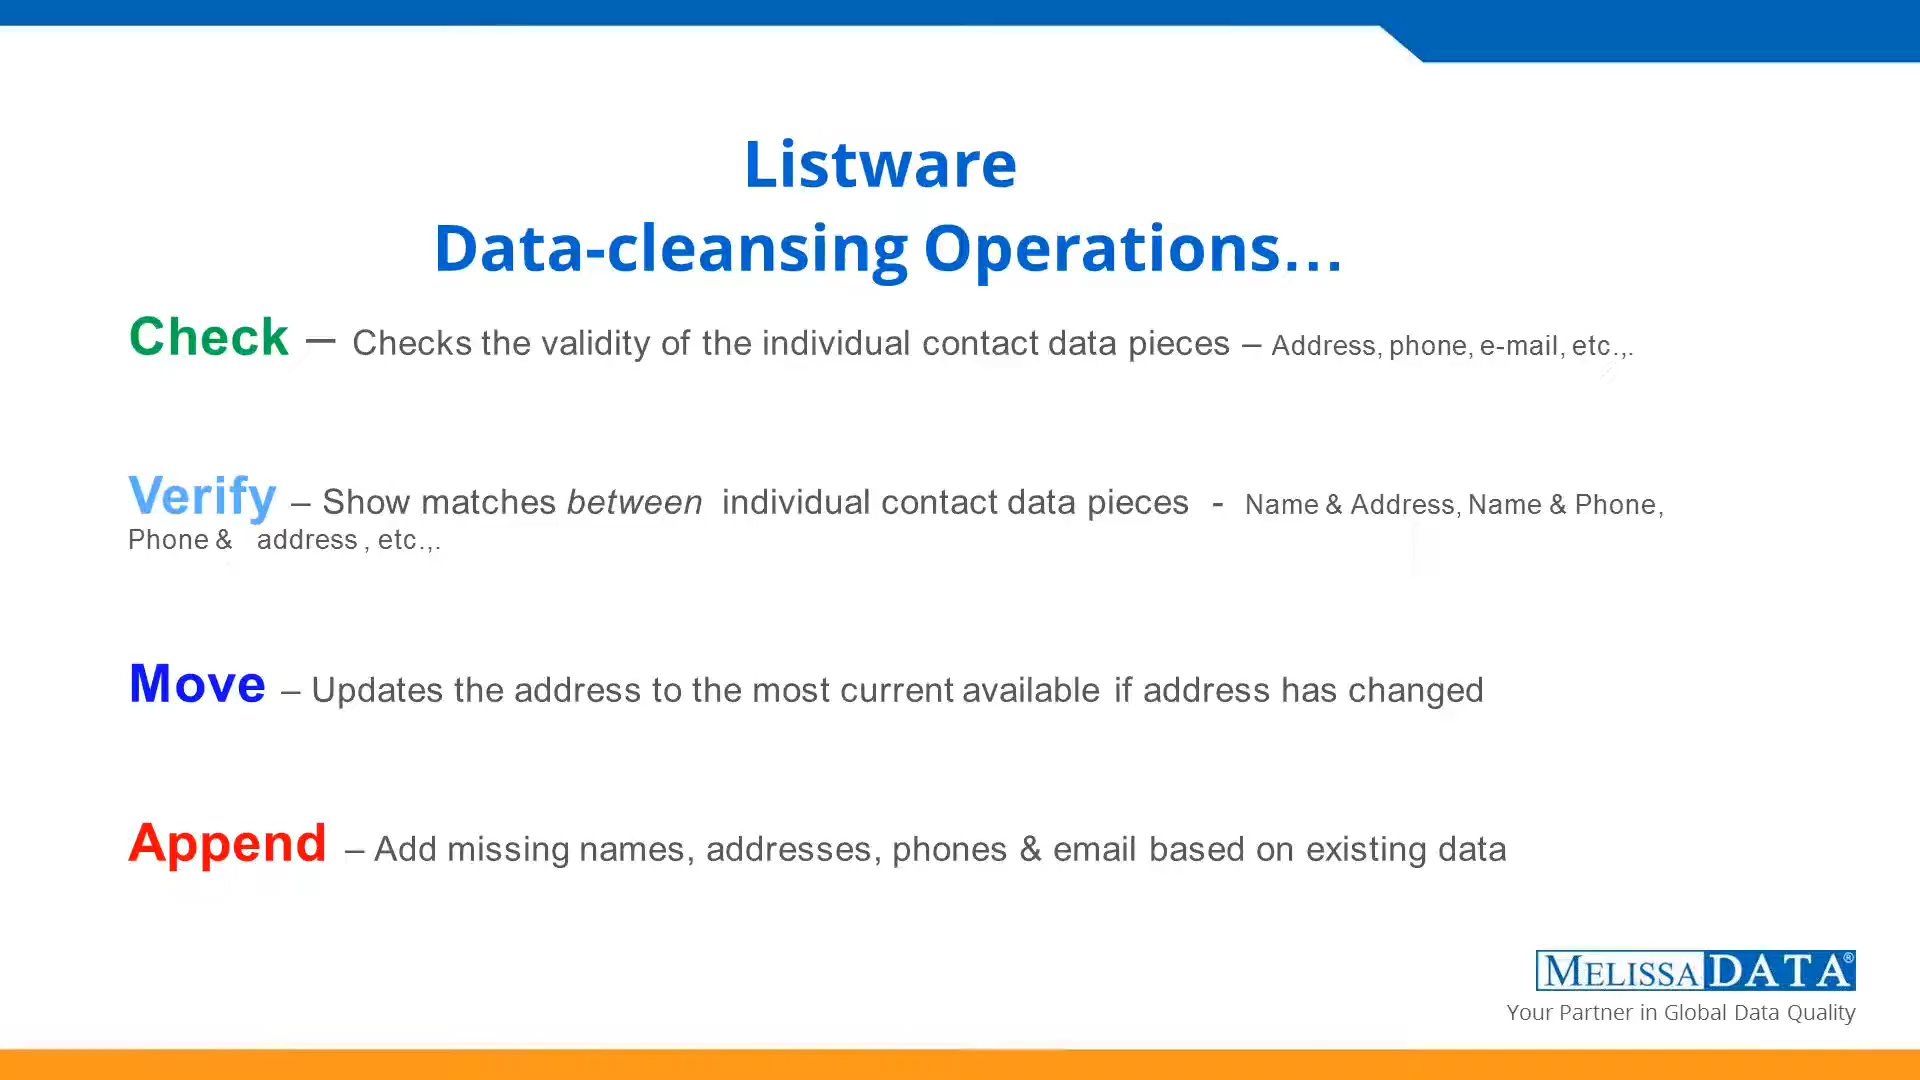 Listware
Data-cleansing Operations...
Check – Checks the validity of the individual contact data pieces – Address, phone, e-mail, etc.,.
Verify – Show matches between individual contact data pieces - Name & Address, Name & Phone,
Phone & address , etc.,.
Move – Updates the address to the most current available if address has changed
Append – Add missing names, addresses, phones & email based on existing data
MELISSA DATA®
Your Partner in Global Data Quality